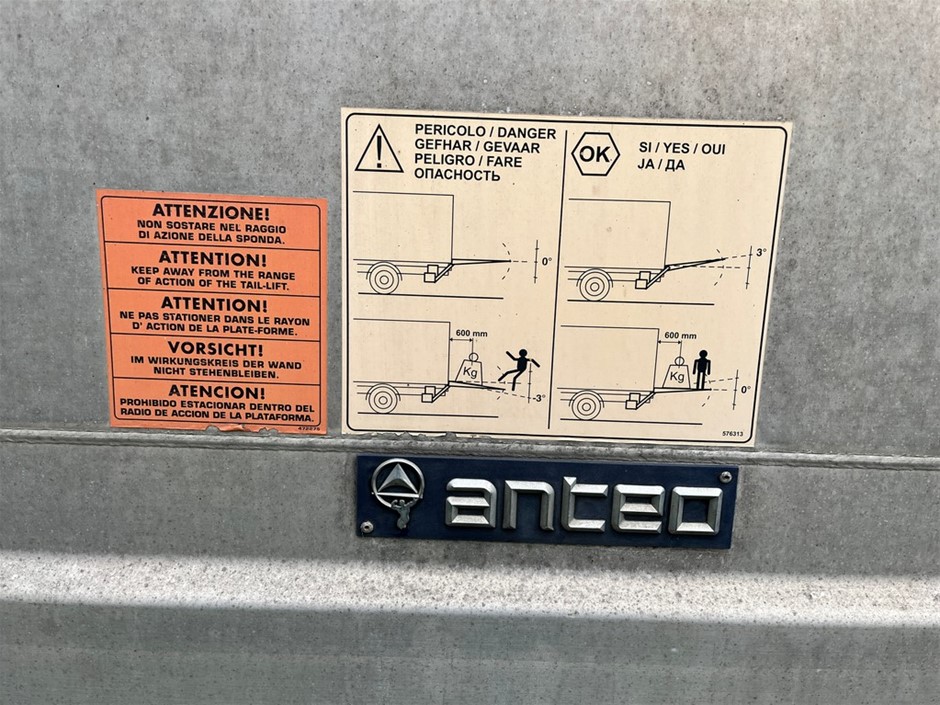 ATTENZIONE!
NON SOSTARE NEL RAGGIO
DI AZIONE DELLA SPONDA.
ATTENTION!
KEEP AWAY FROM THE RANGE
OF ACTION OF THE TAIL-LIFT.
ATTENTION!
NE PAS STATIONER DANS LE RAYON
D' ACTION DE LA PLATE-FORME.
VORSICHT!
IM WIRKUNGSKREIS DER WAND
NICHT STEHENBLEIBEN.
ATENCION!
PROHIBIDO ESTACIONAR DENTRO DEL
RADIO DE ACCION DE LA PLATAFORMA.
PERICOLO / DANGER
GEFHAR / GEVAAR
PELIGRO / FARE
ОПАСНОСТЬ
0°
600 mm
Kg
-3°
OK
SI / YES / OUI
JA / ДА
3°
600 mm
Kg
0°
576313
anteo